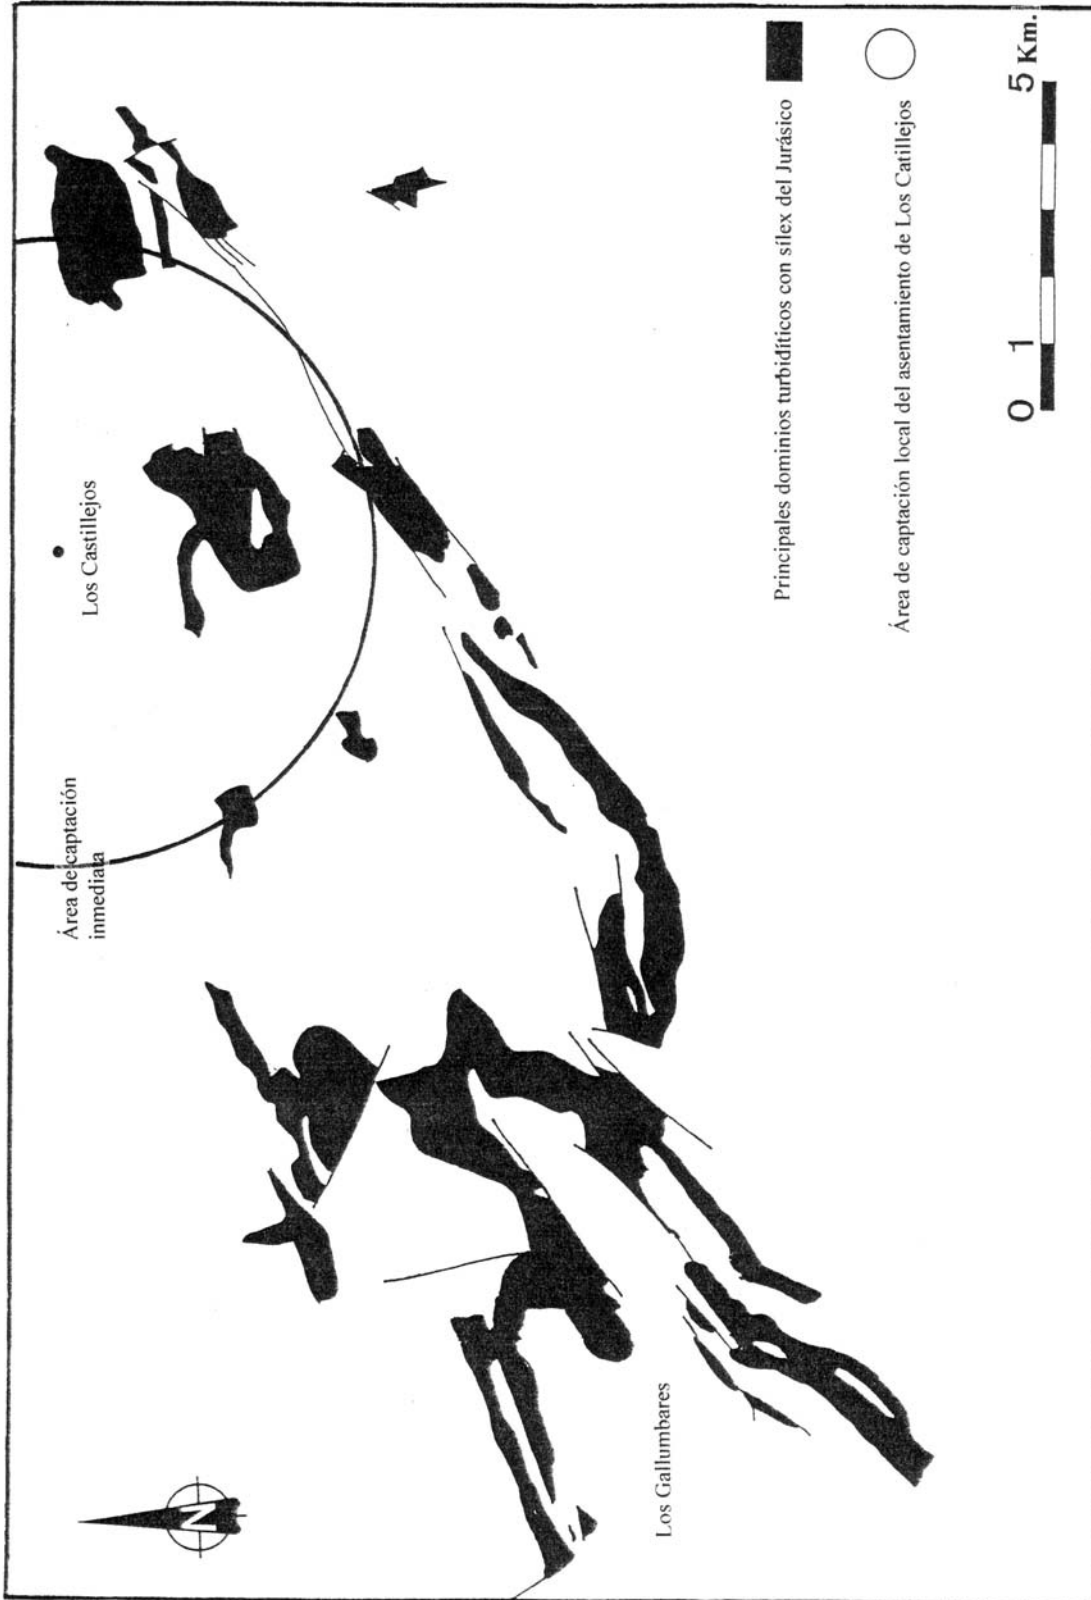 Área de captación
inmediata
Los Castillejos
Los Gallumbares
N
Principales dominios turbidíticos con sílex del Jurásico
Área de captación local del asentamiento de Los Catillejos
0 1 5 Km.